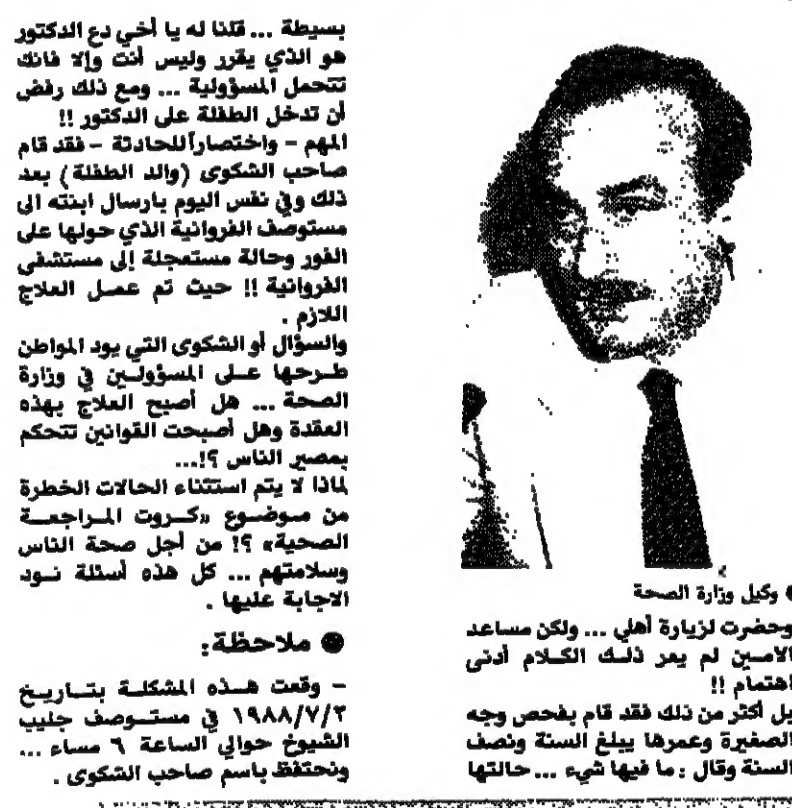 ● وكيل وزارة الصحة
وحضرت لزيارة أهلي ... ولكن مساعد
الامين لم يعر ذلك الكلام أدنى
اهتمام !!
بل أكثر من ذلك فقد قام بفحص وجه
الصغيرة وعمرها يبلغ السنة ونصف
السنة وقال : ما فيها شيء ... حالتها
بسيطة ... قلنا له يا أخي دع الدكتور
هو الذي يقرر وليس أنت وإلا فانك
تتحمل المسؤولية ... ومع ذلك رفض
أن تدخل الطفلة على الدكتور !!
المهم - واختصاراً للحادثة - فقد قام
صاحب الشكوى (والد الطفلة) بعد
ذلك وفي نفس اليوم بارسال ابنته الى
مستوصف الفروانية الذي حولها على
الفور وحالة مستعجلة إلى مستشفى
الفروانية !! حيث تم عمل العلاج
اللازم .
والسؤال أو الشكوى التي يود المواطن
طرحها على المسؤولين في وزارة
الصحة ... هل أصبح العلاج بهذه
العقدة وهل أصبحت القوانين تتحكم
بمصير الناس ؟!...
لماذا لا يتم استثناء الحالات الخطرة
من موضوع «كروت المراجعة
الصحية» ؟! من أجل صحة الناس
وسلامتهم ... كل هذه أسئلة نود
الاجابة عليها .
● ملاحظة:
- وقعت هذه المشكلة بتاريخ
١٩٨٨/٧/٣ في مستوصف جليب
الشيوخ حوالي الساعة ٦ مساء ...
ونحتفظ باسم صاحب الشكوى .